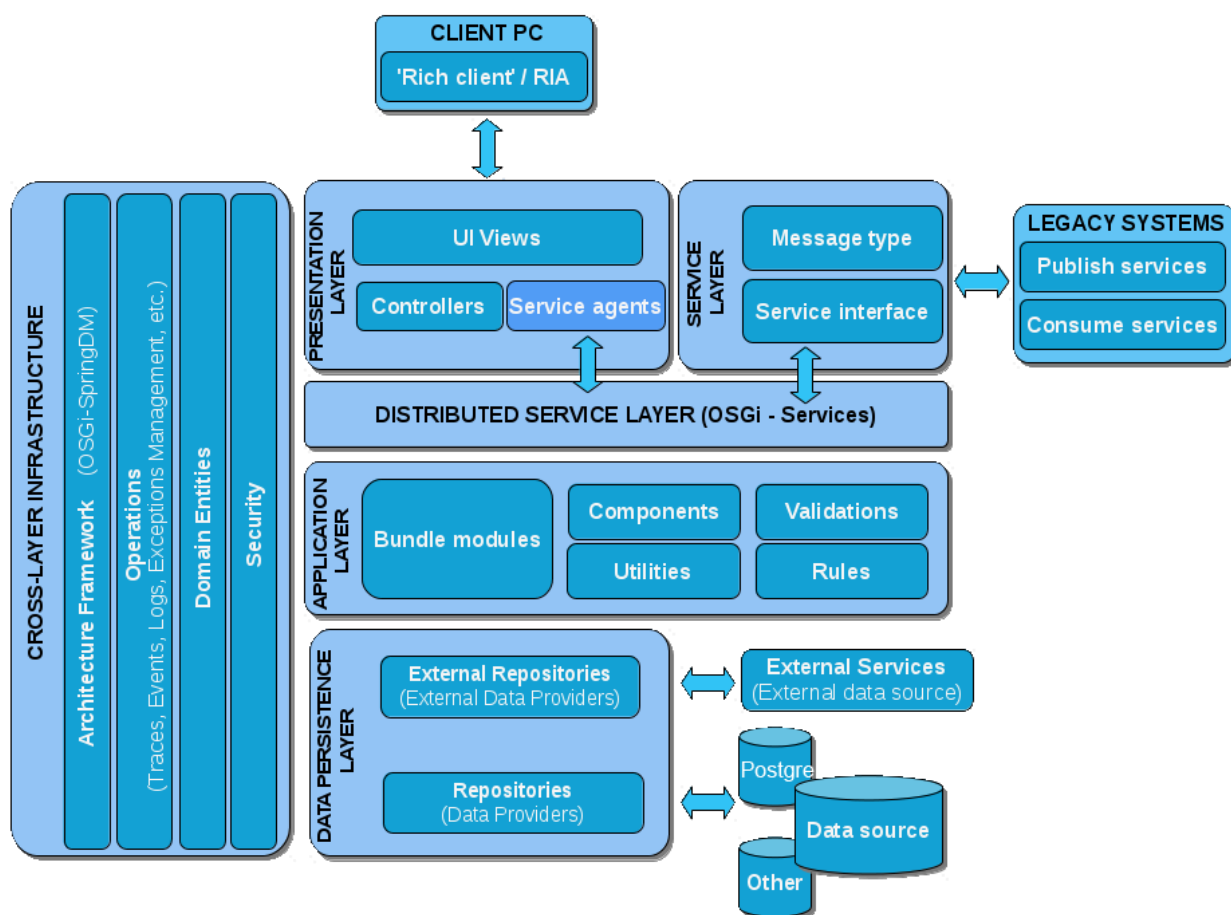 CLIENT PC
'Rich client' / RIA
CROSS-LAYER INFRASTRUCTURE
Architecture Framework (OSGi-SpringDM)
Operations
(Traces, Events, Logs, Exceptions Management, etc.)
Domain Entities
Security
PRESENTATION
LAYER
UI Views
Controllers
Service agents
SERVICE
LAYER
Message type
Service interface
LEGACY SYSTEMS
Publish services
Consume services
DISTRIBUTED SERVICE LAYER (OSGi - Services)
APPLICATION
LAYER
Bundle modules
Components
Validations
Utilities
Rules
DATA PERSISTENCE
LAYER
External Repositories
(External Data Providers)
External Services
(External data source)
Repositories
(Data Providers)
Postgre
Data source
Other